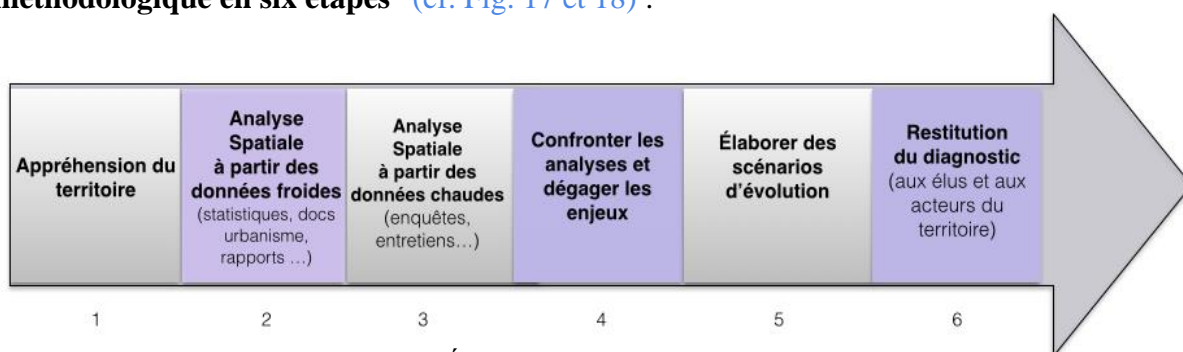 méthodologique en six étapes" (cf. Fig. 17 et 18) :
Appréhension du
territoire
Analyse
Spatiale
à partir des
données froides
(statistiques, docs
urbanisme,
rapports ...)
Analyse
Spatiale
à partir des
données chaudes
(enquêtes,
entretiens...)
Confronter les
analyses et
dégager les
enjeux
Élaborer des
scénarios
d'évolution
Restitution
du diagnostic
(aux élus et aux
acteurs du
territoire)
1
2
3
4
5
6